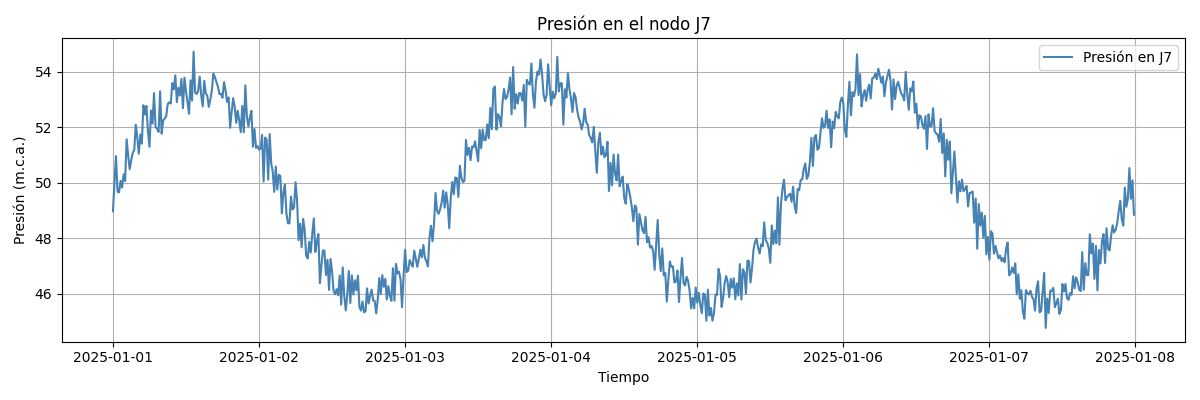 Presión en el nodo J7
Presión en J7
Presión (m.c.a.)
54
52
50
48
46
2025-01-01 2025-01-02 2025-01-03 2025-01-04 2025-01-05 2025-01-06 2025-01-07 2025-01-08
Tiempo